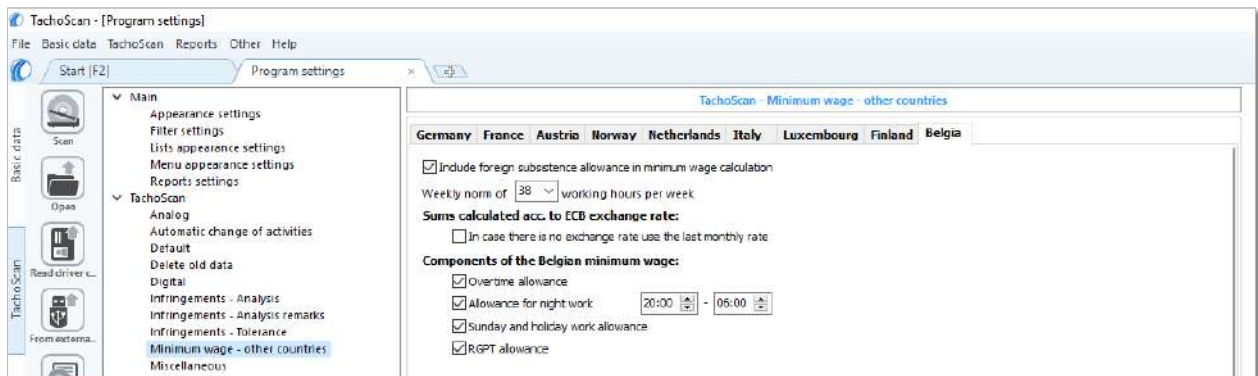 TachoScan - [Program settings]
File Basic data TachoScan Reports Other Help
Start [F2]
Program settings
Basic data
TachoScan
Scan
Open
Read driver c...
From externa...
Main
Appearance settings
Filter settings
Lists appearance settings
Menu appearance settings
Reports settings
TachoScan
Analog
Automatic change of activities
Default
Delete old data
Digital
Infringements - Analysis
Infringements - Analysis remarks
Infringements - Tolerance
Minimum wage - other countries
Miscellaneous
TachoScan - Minimum wage - other countries
Germany France Austria Norway Netherlands Italy Luxembourg Finland Belgia
Include foreign subsistence allowance in minimum wage calculation
Weekly norm of 38 working hours per week
Sums calculated acc. to ECB exchange rate:
In case there is no exchange rate use the last monthly rate
Components of the Belgian minimum wage:
Overtime allowance
Allowance for night work 20:00 - 06:00
Sunday and holiday work allowance
RGPT allowance